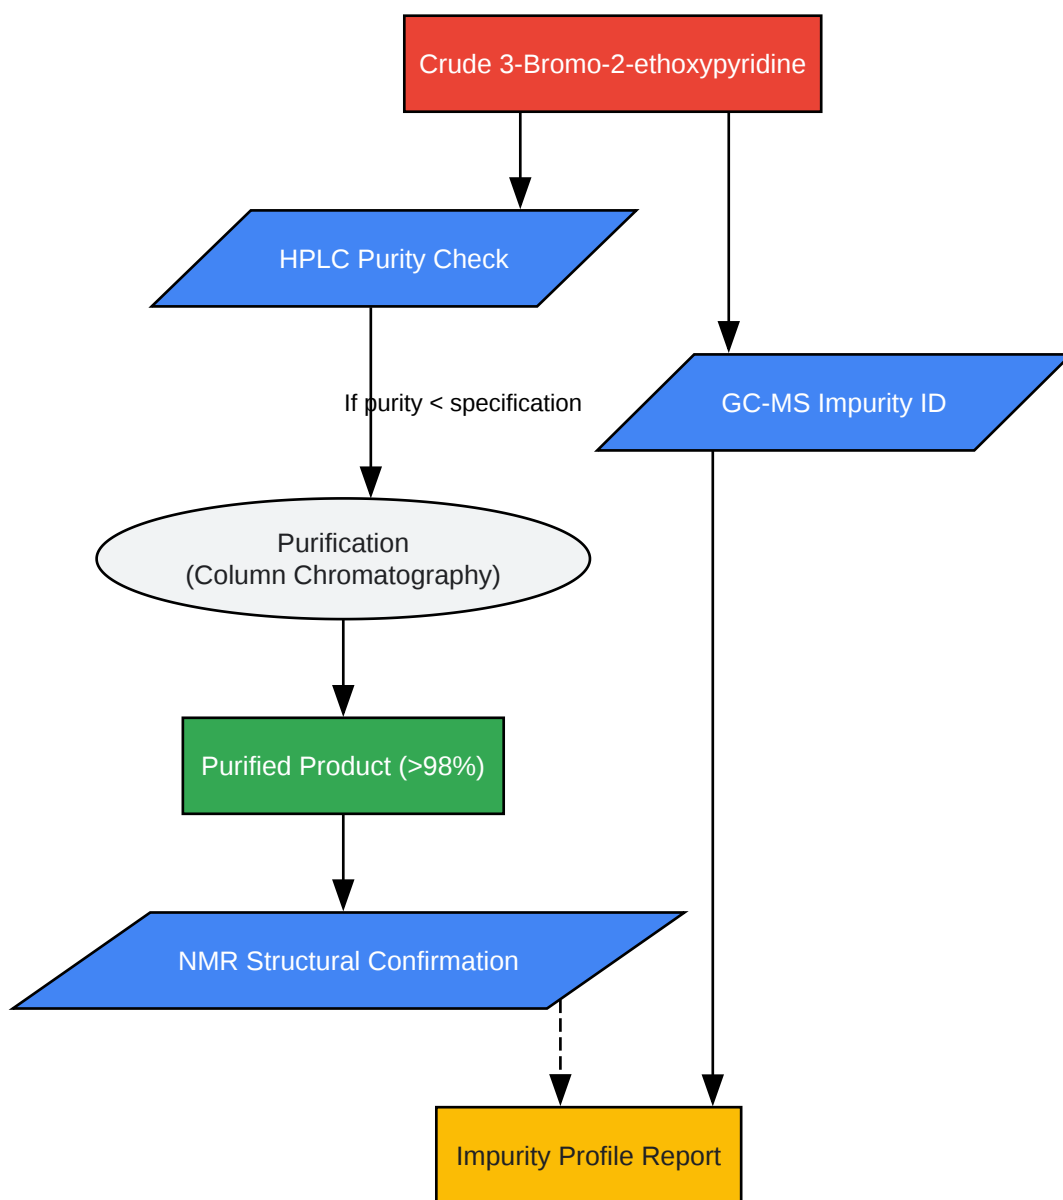 Crude 3-Bromo-2-ethoxypyridine
HPLC Purity Check
If purity < specification
GC-MS Impurity ID
Purification
(Column Chromatography)
Purified Product (>98%)
NMR Structural Confirmation
Impurity Profile Report